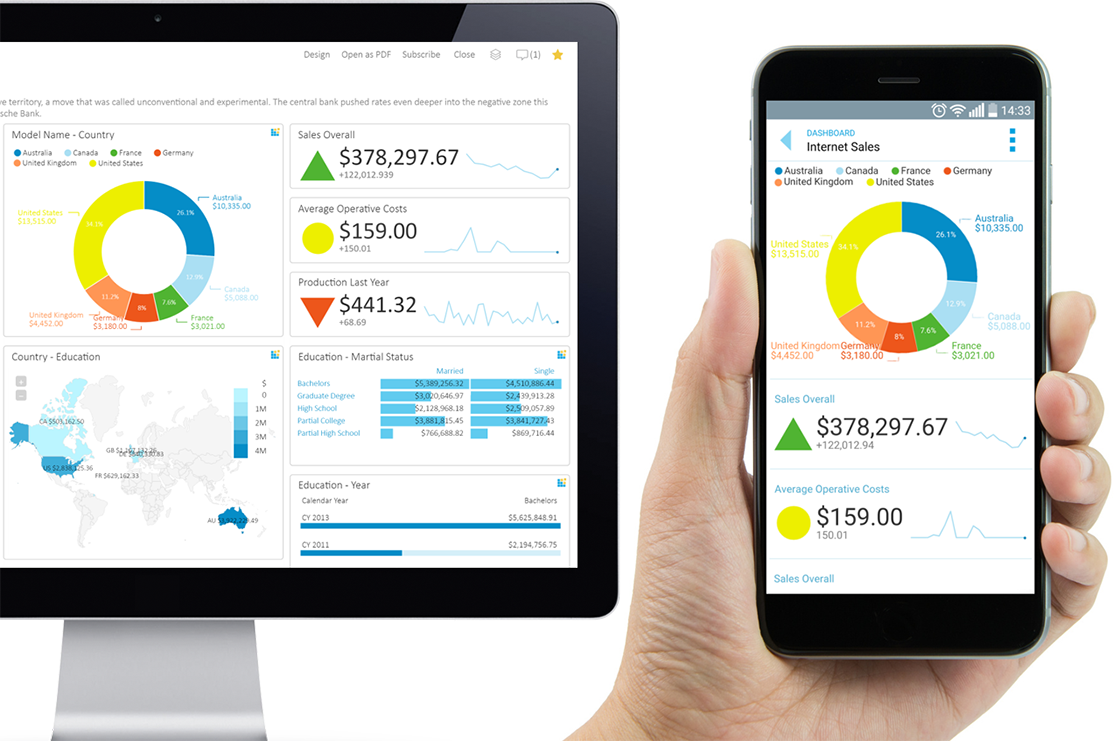 Design Open as PDF Subscribe Close (1)
ve territory, a move that was called unconventional and experimental. The central bank pushed rates even deeper into the negative zone this
sche Bank.
Model Name - Country
Australia Canada France Germany
United Kingdom United States
Australia
$10,335.00
26.1%
United States
$13,515.00
34.1%
12.9%
Canada
$5,088.00
11.2%
8%
7.6%
United Kingdom
$4,452.00
Germany
$3,180.00
France
$3,021.00
Sales Overall
$378,297.67
+122,012.939
Average Operative Costs
$159.00
+150.01
Production Last Year
$441.32
+68.69
Country - Education
+
−
$
0
1M
2M
3M
4M
CA $503,162.50
US $2,838,125.36
FR $629,162.33
Education - Martial Status
Married Single
Bachelors $5,389,256.32 $4,510,886.44
Graduate Degree $3,020,646.97 $2,439,913.28
High School $2,128,968.18 $2,509,057.89
Partial College $3,881,815.45 $3,841,727.43
Partial High School $766,688.82 $869,716.44
Education - Year
Calendar Year Bachelors
CY 2013 $5,625,848.91
CY 2011 $2,194,756.75
14:33
DASHBOARD
Internet Sales
Australia Canada France Germany
United Kingdom United States
Australia
$10,335.00
26.1%
United States
$13,515.00
34.1%
12.9%
Canada
$5,088.00
11.2%
8%
7.6%
United Kingdom
$4,452.00
Germany
$3,180.00
France
$3,021.00
Sales Overall
$378,297.67
+122,012.94
Average Operative Costs
$159.00
150.01
Sales Overall